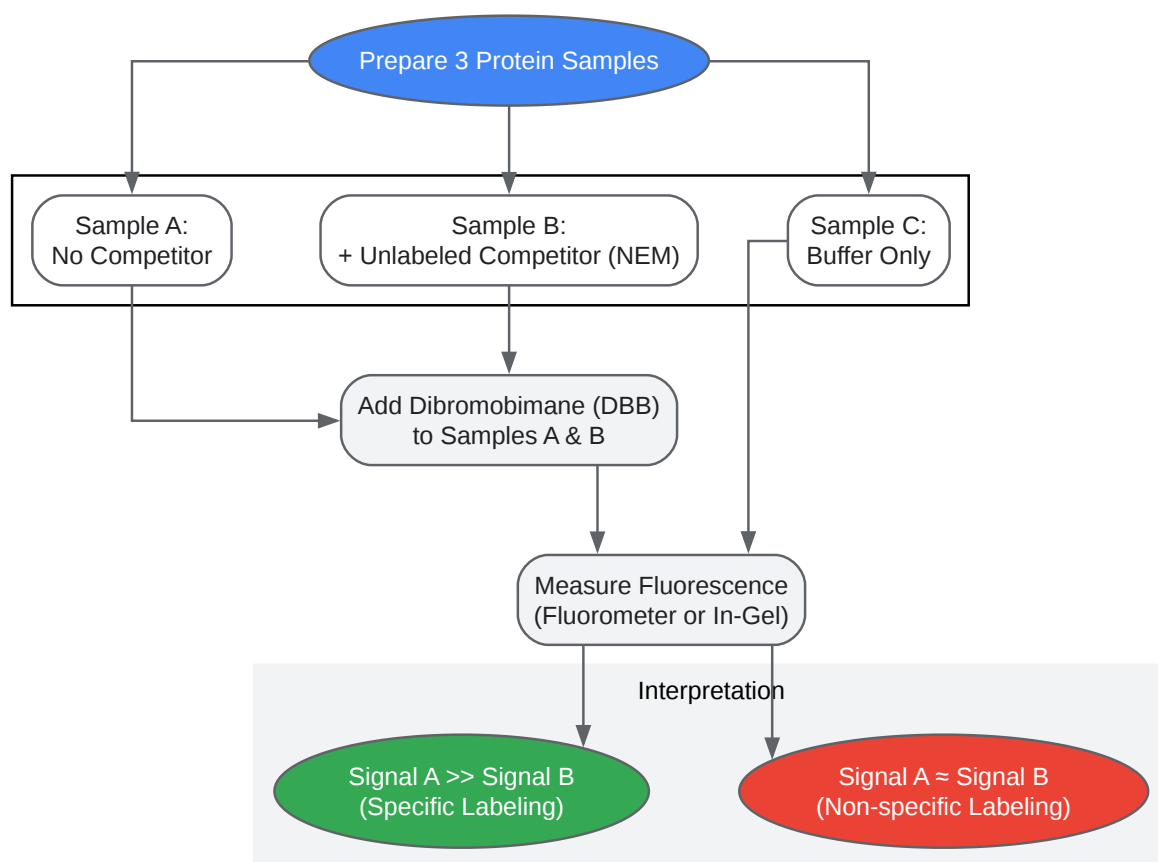 Prepare 3 Protein Samples
Sample A:
No Competitor
Sample B:
+ Unlabeled Competitor (NEM)
Sample C:
Buffer Only
Add Dibromobimane (DBB)
to Samples A & B
Measure Fluorescence
(Fluorometer or In-Gel)
Interpretation
Signal A >> Signal B
(Specific Labeling)
Signal A ≈ Signal B
(Non-specific Labeling)